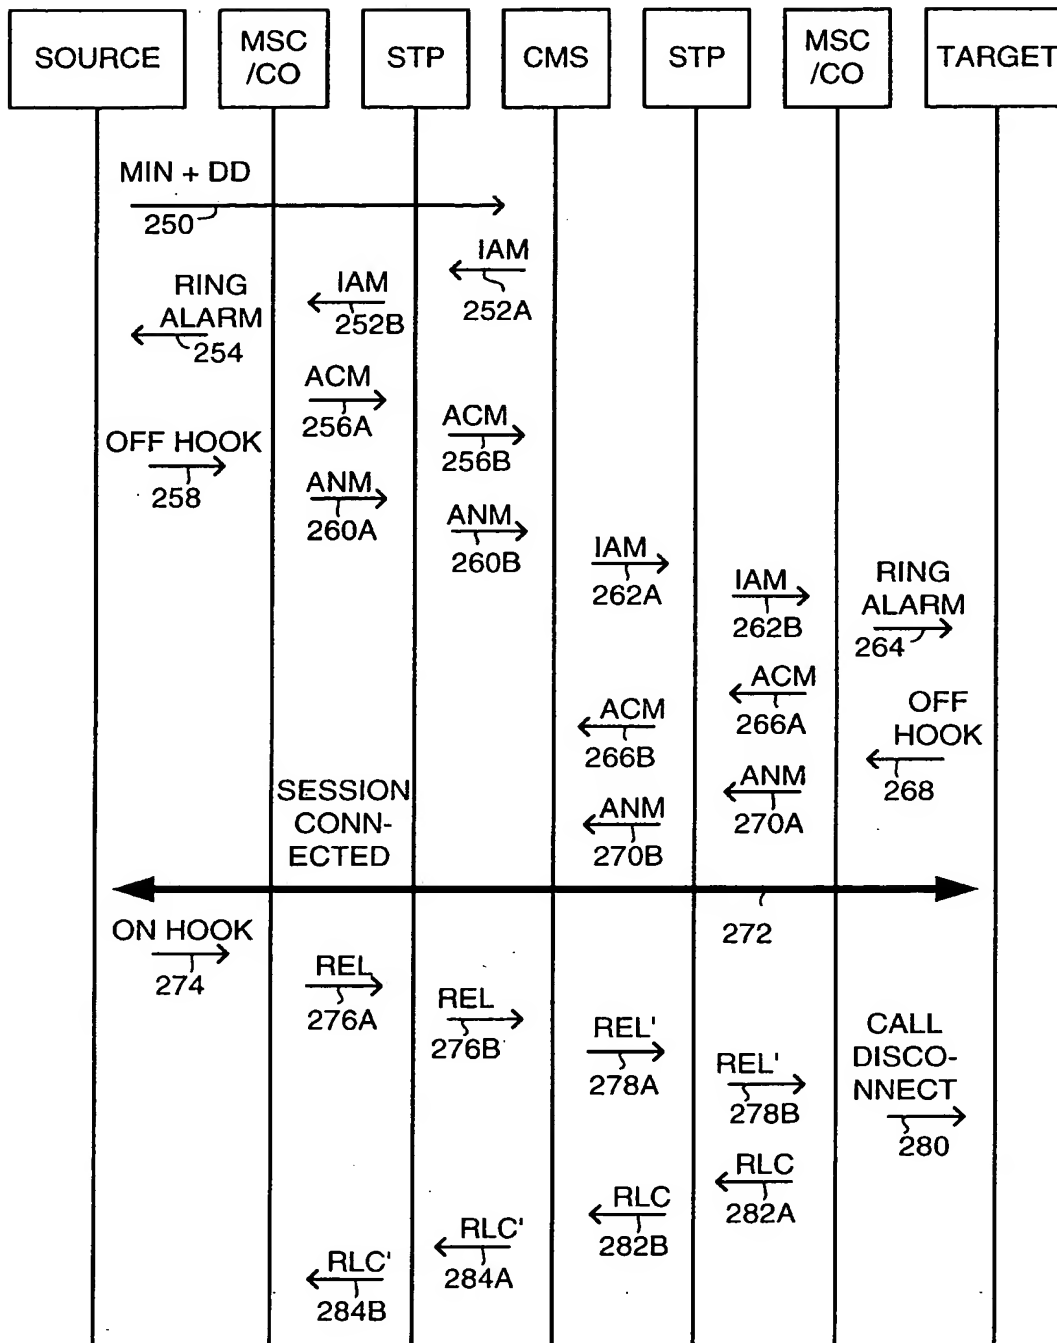 SOURCE
MSC
/CO
STP
CMS
STP
MSC
/CO
TARGET
MIN + DD
250
IAM
252A
IAM
252B
RING
ALARM
254
ACM
256A
ACM
256B
OFF HOOK
258
ANM
260A
ANM
260B
IAM
262A
IAM
262B
RING
ALARM
264
ACM
266A
ACM
266B
OFF
HOOK
268
ANM
270A
ANM
270B
SESSION
CONN-
ECTED
272
ON HOOK
274
REL
276A
REL
276B
REL'
278A
REL'
278B
CALL
DISCO-
NNECT
280
RLC
282A
RLC
282B
RLC'
284A
RLC'
284B